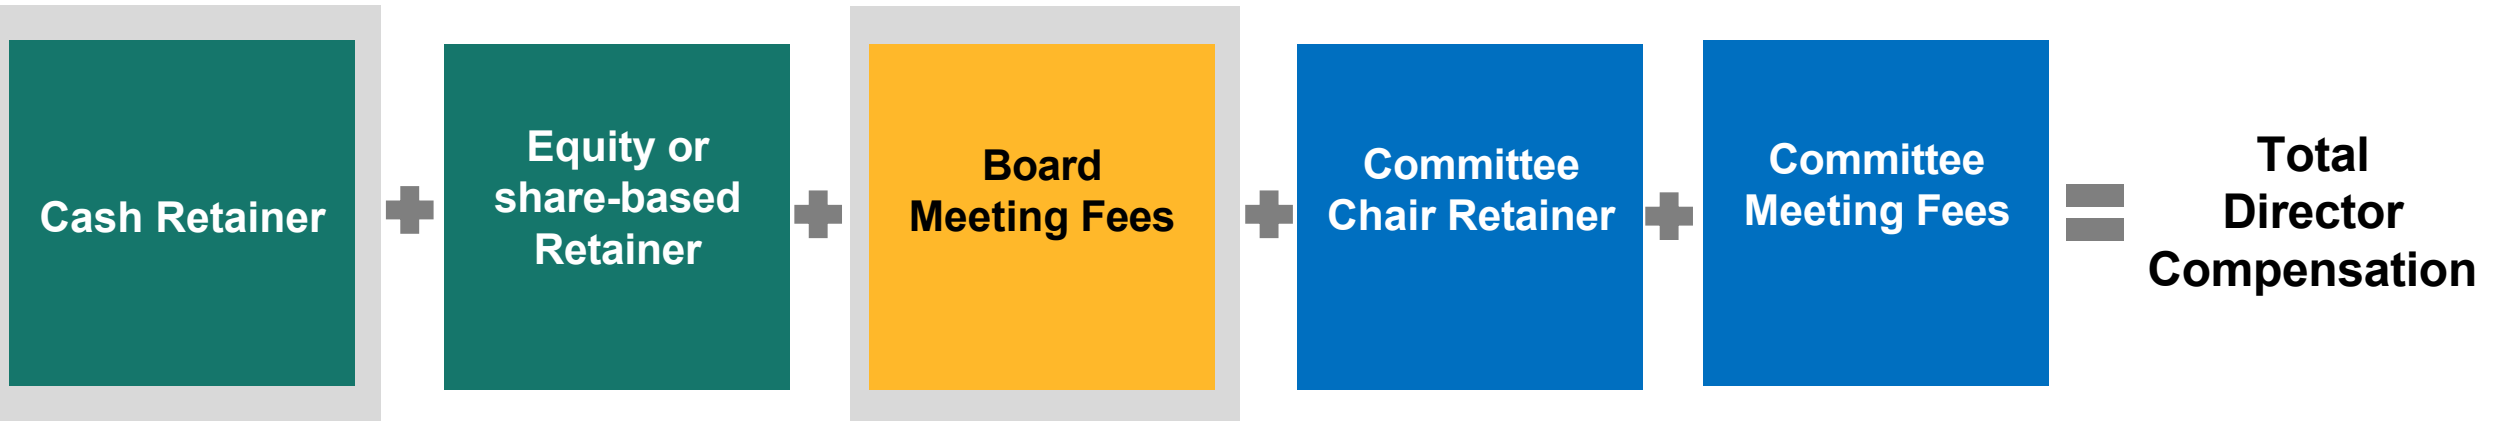 Cash Retainer
Equity or
share-based
Retainer
Board
Meeting Fees
Committee
Chair Retainer
Committee
Meeting Fees
Total
Director
Compensation